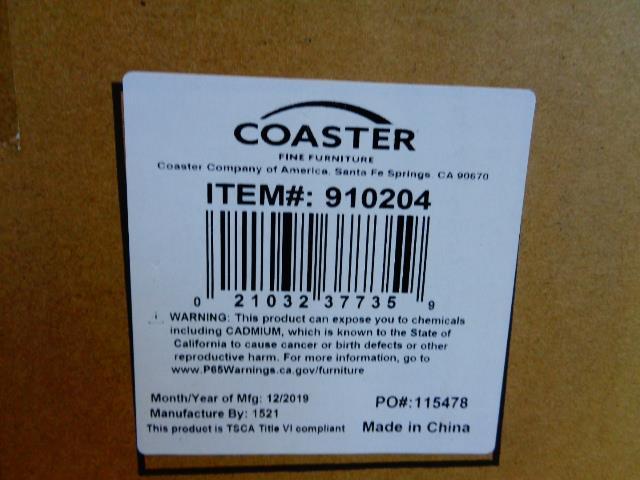 COASTER
FINE FURNITURE
Coaster Company of America, Santa Fe Springs, CA 90670
ITEM#: 910204
0 21032 37735 9
WARNING: This product can expose you to chemicals
including CADMIUM, which is known to the State of
California to cause cancer or birth defects or other
reproductive harm. For more information, go to
www.P65Warnings.ca.gov/furniture
Month/Year of Mfg: 12/2019
PO#:115478
Manufacture By: 1521
This product is TSCA Title VI compliant
Made in China